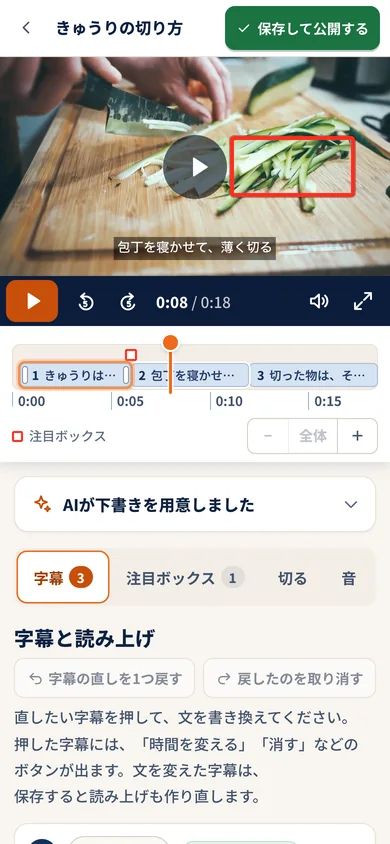 きゅうりの切り方
保存して公開する
包丁を寝かせて、薄く切る
5
5
0:08 / 0:18
1 きゅうりは…
2 包丁を寝かせ…
3 切った物は、そ…
0:00
0:05
0:10
0:15
注目ボックス
− 全体 +
AIが下書きを用意しました
字幕 3
注目ボックス 1
切る
音
字幕と読み上げ
字幕の直しを1つ戻す
戻したのを取り消す
直したい字幕を押して、文を書き換えてください。
押した字幕には、「時間を変える」「消す」などの
ボタンが出ます。文を変えた字幕は、
保存すると読み上げも作り直します。